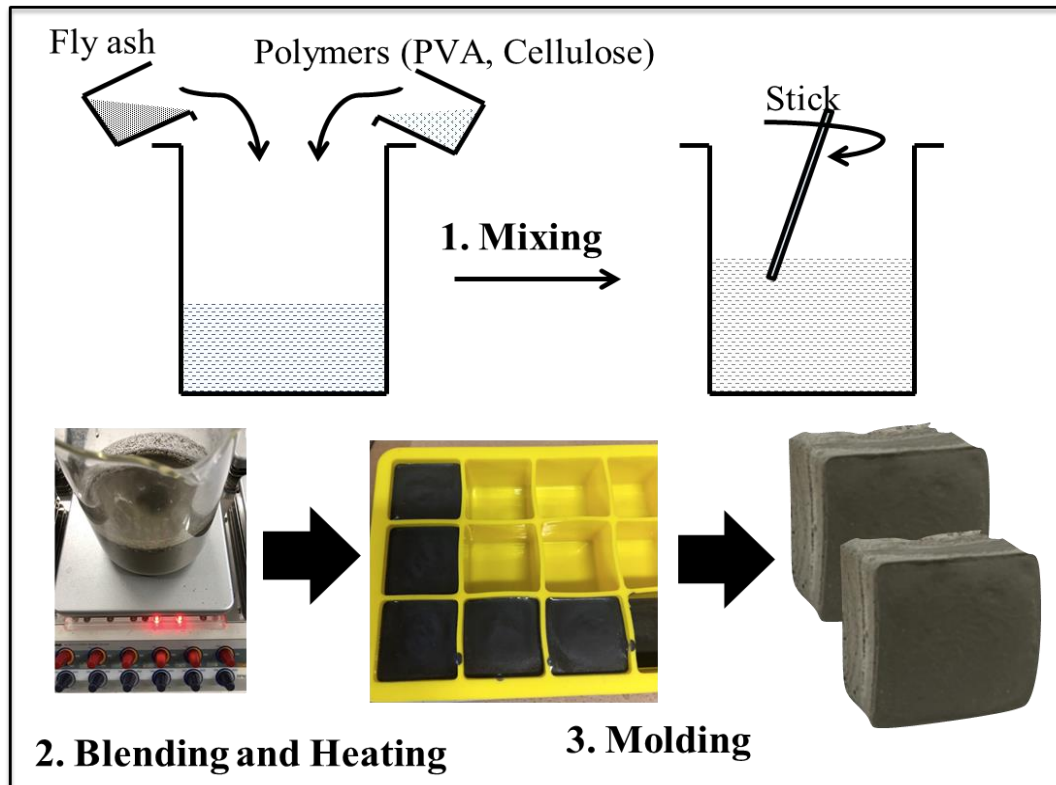 Fly ash
Polymers (PVA, Cellulose)
Stick
1. Mixing
2. Blending and Heating
3. Molding